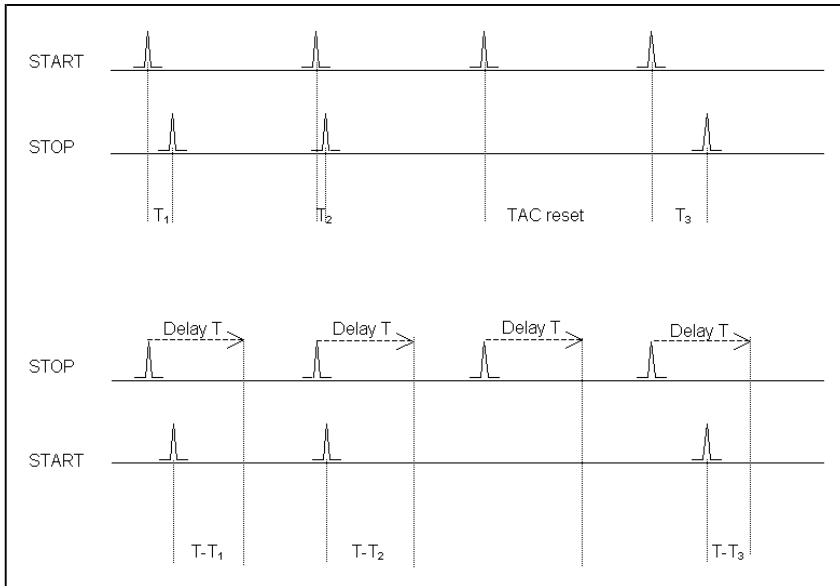 START
STOP
T₁ T₂ TAC reset T₃
Delay T Delay T Delay T Delay T
STOP
START
T-T₁ T-T₂ T-T₃